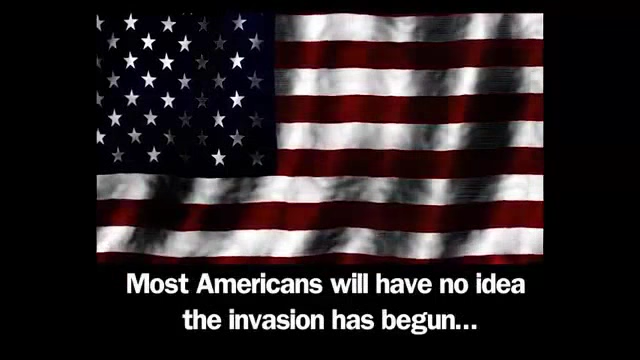 Most Americans will have no idea
the invasion has begun...